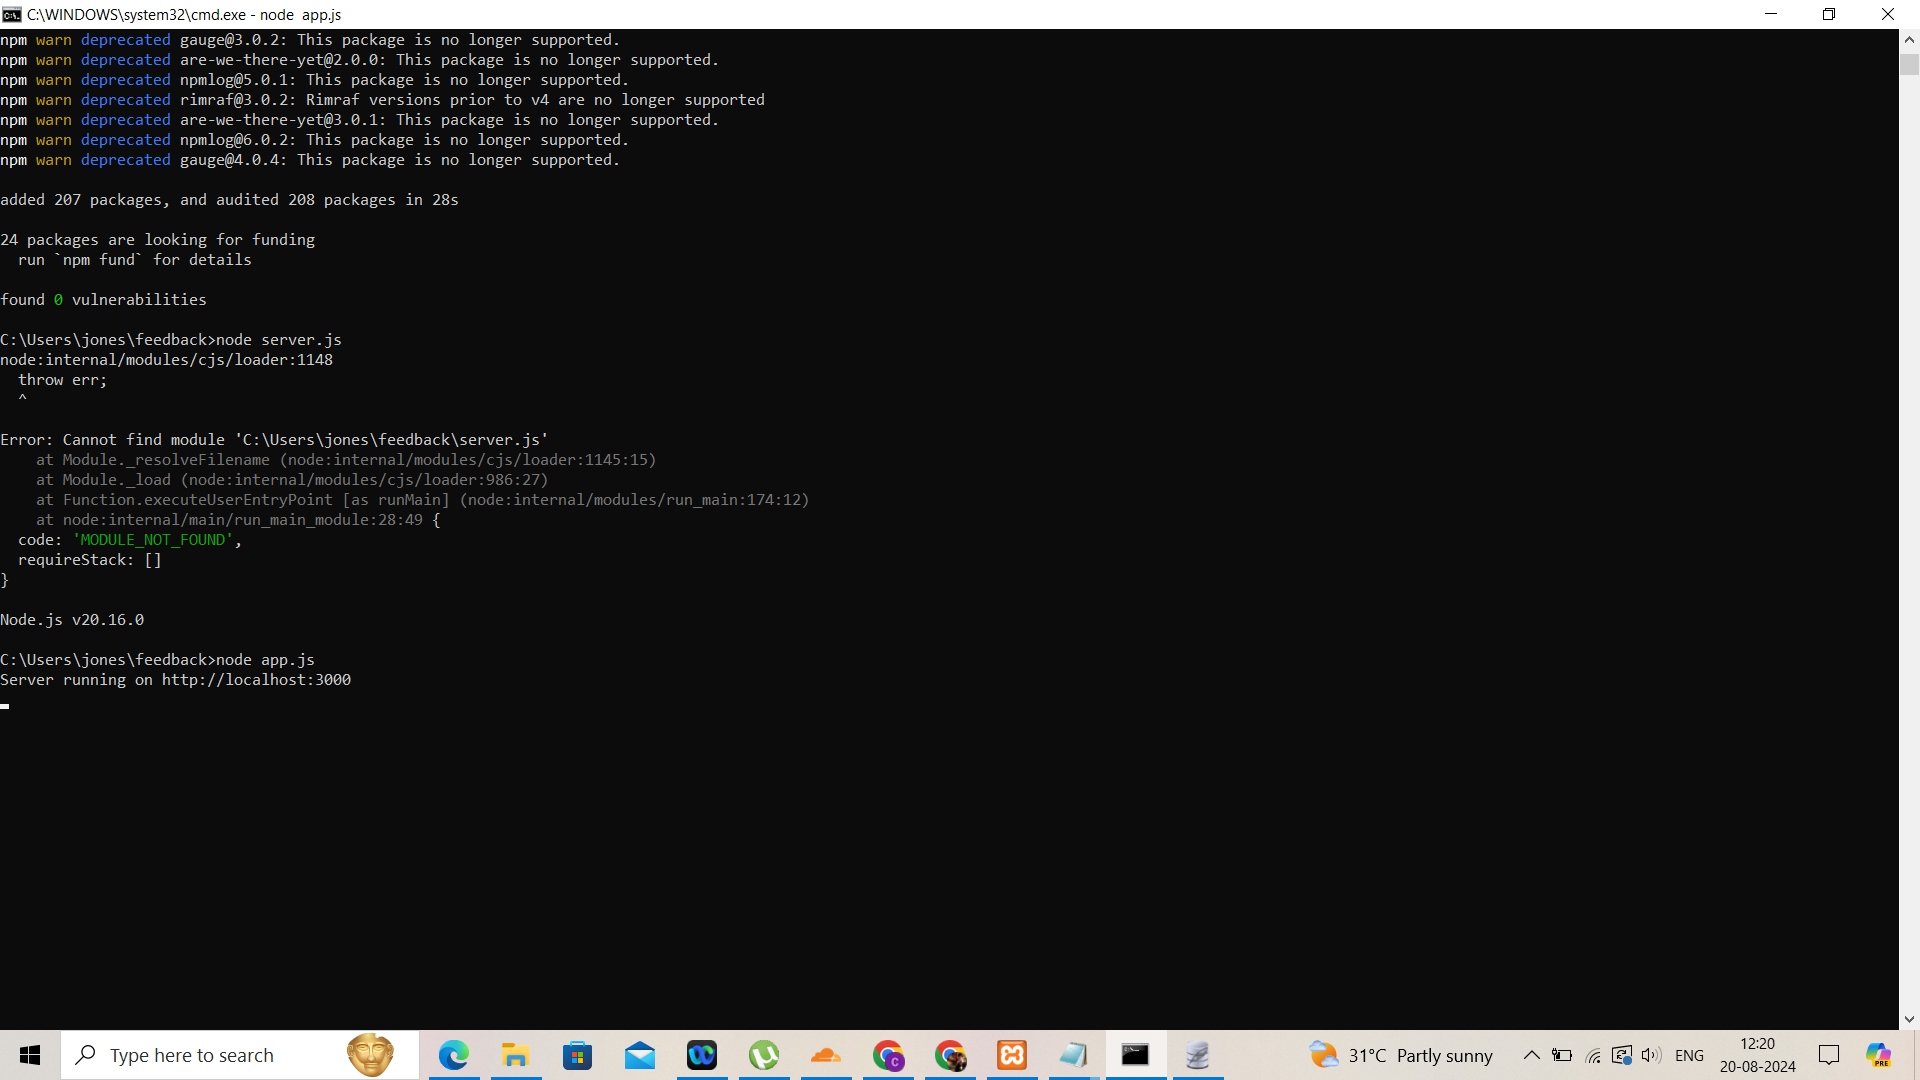 C:\WINDOWS\system32\cmd.exe - node  app.js
npm warn deprecated gauge@3.0.2: This package is no longer supported.
npm warn deprecated are-we-there-yet@2.0.0: This package is no longer supported.
npm warn deprecated npmlog@5.0.1: This package is no longer supported.
npm warn deprecated rimraf@3.0.2: Rimraf versions prior to v4 are no longer supported
npm warn deprecated are-we-there-yet@3.0.1: This package is no longer supported.
npm warn deprecated npmlog@6.0.2: This package is no longer supported.
npm warn deprecated gauge@4.0.4: This package is no longer supported.
added 207 packages, and audited 208 packages in 28s
24 packages are looking for funding
  run `npm fund` for details
found 0 vulnerabilities
C:\Users\jones\feedback>node server.js
node:internal/modules/cjs/loader:1148
  throw err;
  ^
Error: Cannot find module 'C:\Users\jones\feedback\server.js'
    at Module._resolveFilename (node:internal/modules/cjs/loader:1145:15)
    at Module._load (node:internal/modules/cjs/loader:986:27)
    at Function.executeUserEntryPoint [as runMain] (node:internal/modules/run_main:174:12)
    at node:internal/main/run_main_module:28:49 {
  code: 'MODULE_NOT_FOUND',
  requireStack: []
}
Node.js v20.16.0
C:\Users\jones\feedback>node app.js
Server running on http://localhost:3000
Type here to search
31°C Partly sunny
ENG
12:20
20-08-2024
PRE